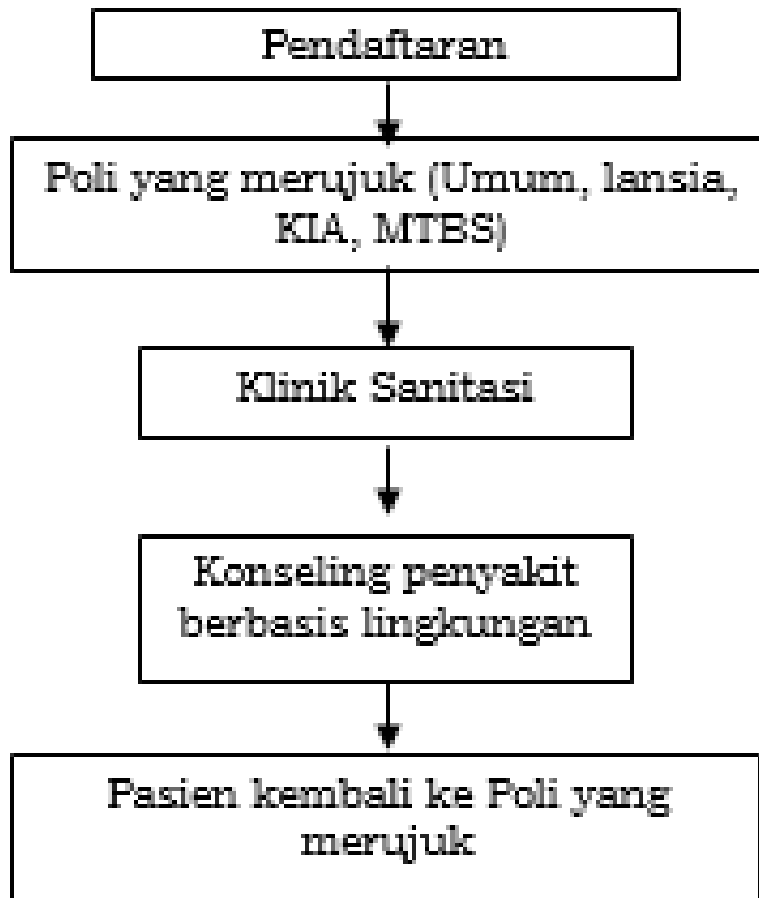 Pendaftaran
Poli yang merujuk (Umum, lansia,
KIA, MTBS)
Klinik Sanitasi
Konseling penyakit
berbasis lingkungan
Pasien kembali ke Poli yang
merujuk